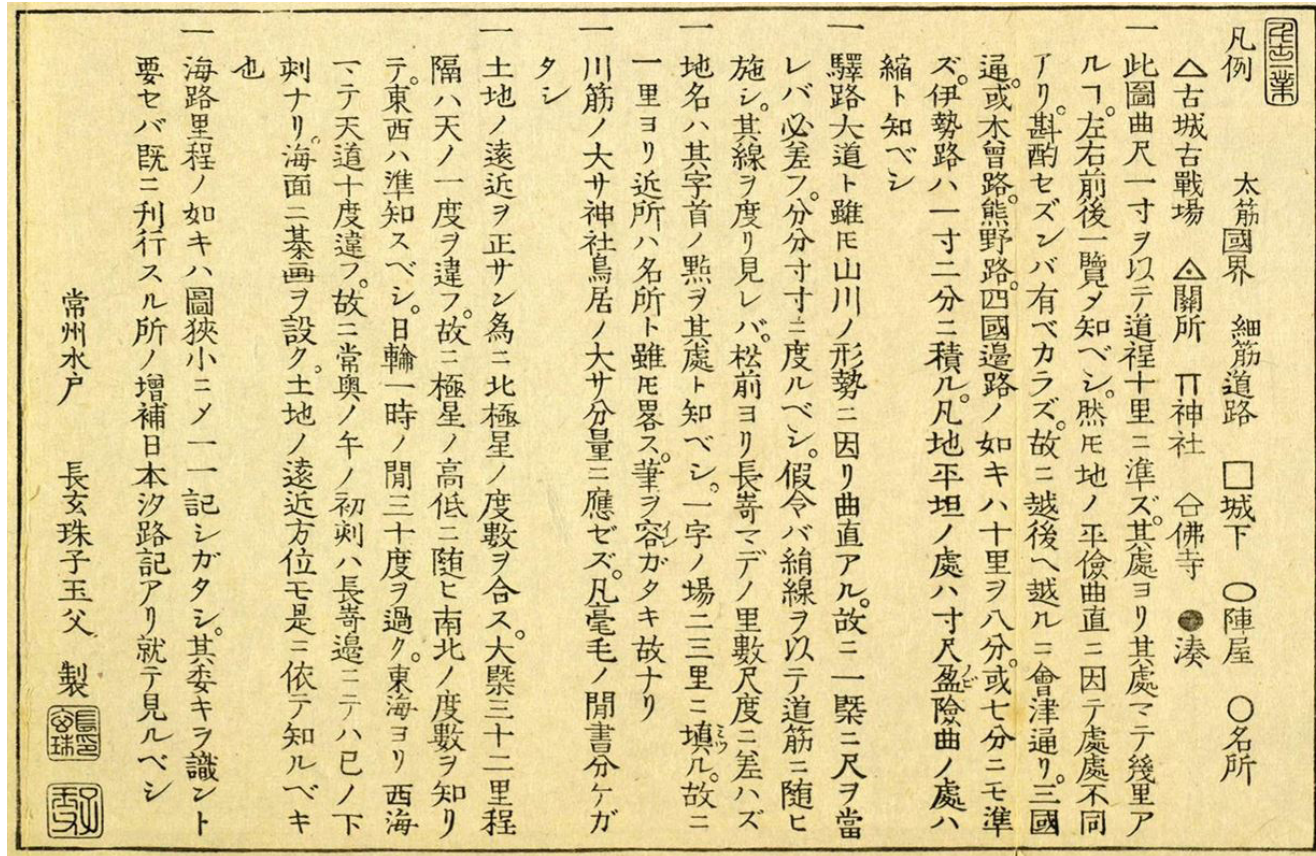 凡例　太筋國界　細筋道路　□城下　○陣屋　○名所
△古城古戰場　◬關所　⛩神社　佛寺　●湊
一此圖曲尺一寸ヲ以テ道程十里ニ準ズ。其處ヨリ其處マテ幾里ア
ルヿ。左右前後一覽〆知ベシ。然𪜈地ノ平儉曲直ニ因テ處處不同
アリ。斟酌セズンバ有ベカラズ。故ニ越後ヘ越ルニ會津通リ。三國
通。或木曾路。熊野路。四國邉路ノ如キハ十里ヲ八分。或七分ニモ準
ズ。伊勢路ハ一寸二分ニ積ル。凡地平坦ノ處ハ寸尺盈險曲ノ處ハ
縮ト知ベシ
一驛路大道ト雖𪜈山川ノ形勢ニ因リ曲直アル。故ニ一槩ニ尺ヲ當
レバ必差フ。分分寸寸ニ度ルベシ。假令バ絹線ヲ以テ道筋ニ随ヒ
施シ。其線ヲ度リ見レバ。松前ヨリ長嵜マデノ里數尺度ニ差ハズ
一地名ハ其字首ノ㸃ヲ其處ト知ベシ。一字ノ場二三里ニ塡ル。故ニ
一里ヨリ近所ハ名所ト雖𪜈畧ス。筆ヲ容ガタキ故ナリ
一川筋ノ大サ神社鳥居ノ大サ分量ニ應ゼズ。凡毫毛ノ間書分ケガ
タシ
一土地ノ遠近ヲ正サン為ニ北極星ノ度數ヲ合ス。大槩三十二里程
隔ハ天ノ一度ヲ違フ。故ニ極星ノ高低ニ随ヒ南北ノ度數ヲ知リ
テ。東西ハ準知スベシ。日輪一時ノ間三十度ヲ過ク。東海ヨリ西海
マテ天道十度違フ。故ニ常奥ノ午ノ初刺ハ長嵜邉ニテハ巳ノ下
刺ナリ。海面ニ碁画ヲ設ク。土地ノ遠近方位モ是ニ依テ知ルベキ
也
一海路里程ノ如キハ圖狹小ニ〆一一記シガタシ。其委キヲ識ント
要セバ既ニ刊行スル所ノ增補日本汐路記アリ就テ見ルベシ
常州水戸　長玄珠子玉父　製